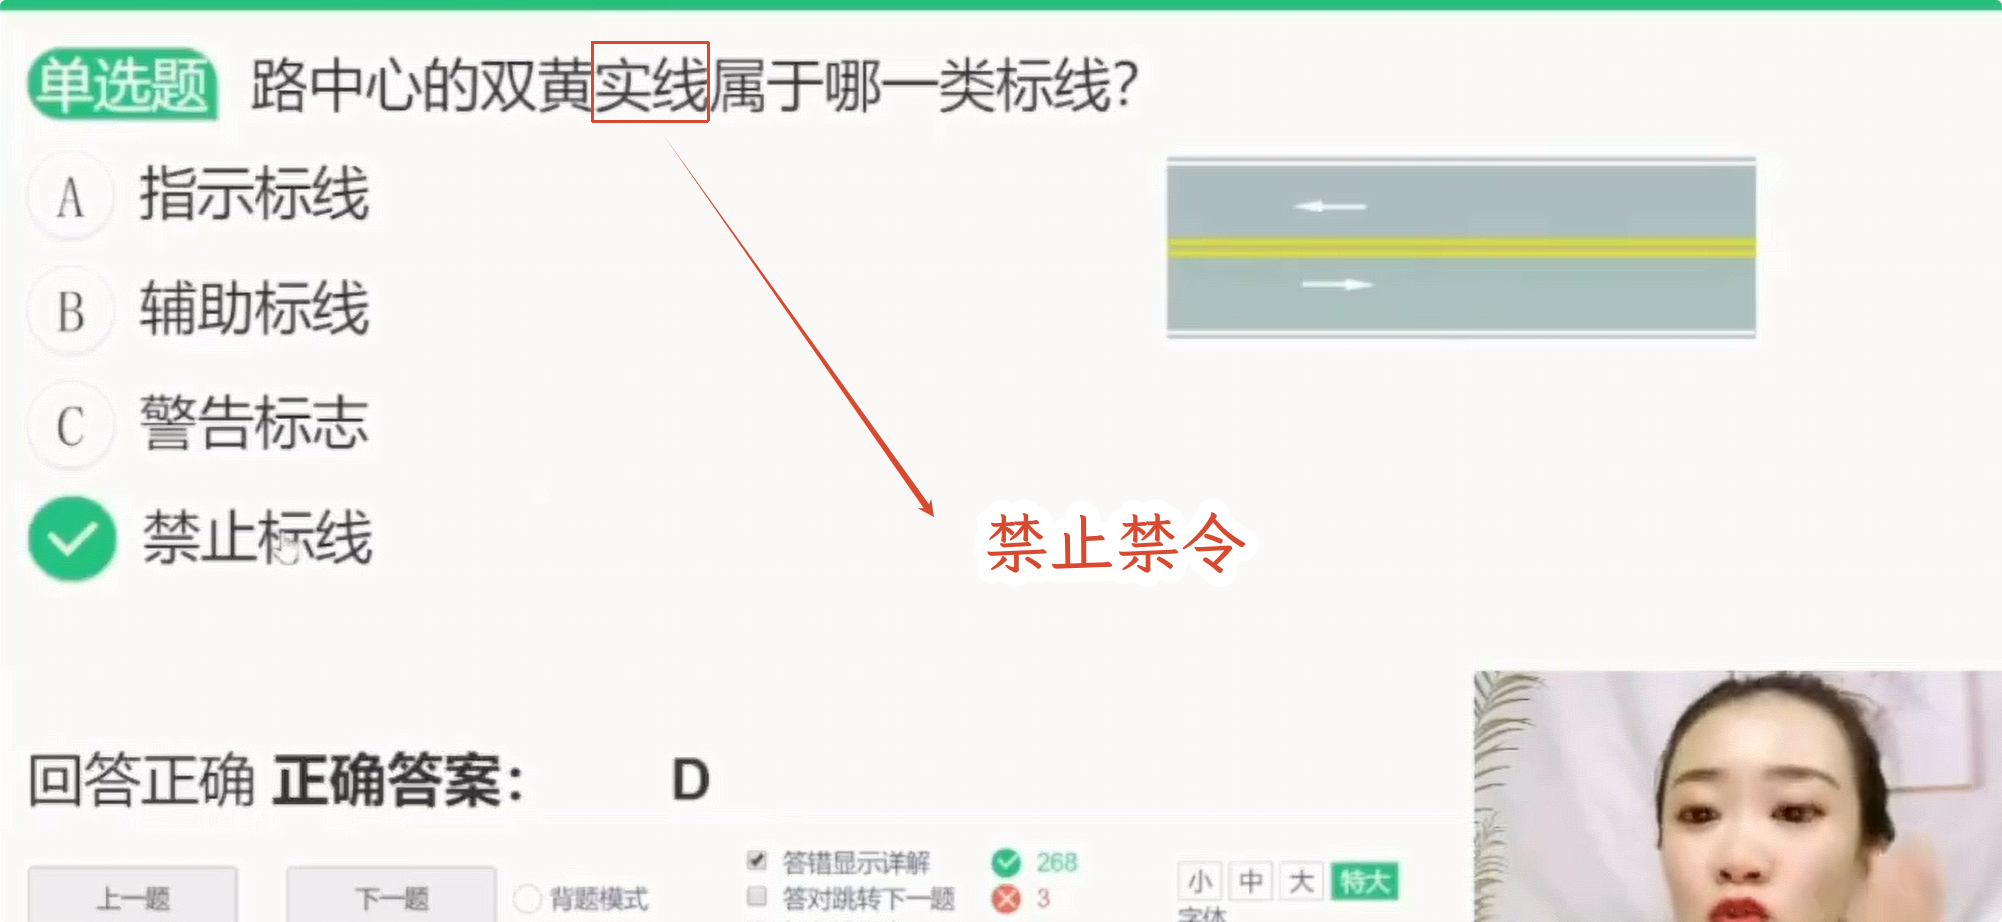 单选题 路中心的双黄实线属于哪一类标线?
A 指示标线
B 辅助标线
C 警告标志
禁止标线
禁止禁令
回答正确 正确答案: D
上一题 下一题 背题模式
答错显示详解 268
答对跳转下一题 3
小 中 大 特大
字体